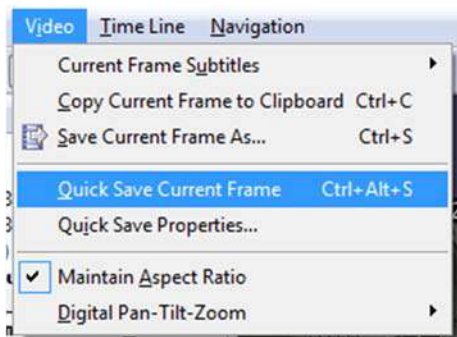 Video Time Line Navigation
Current Frame Subtitles
Copy Current Frame to Clipboard Ctrl+C
Save Current Frame As... Ctrl+S
Quick Save Current Frame Ctrl+Alt+S
Quick Save Properties...
Maintain Aspect Ratio
Digital Pan-Tilt-Zoom